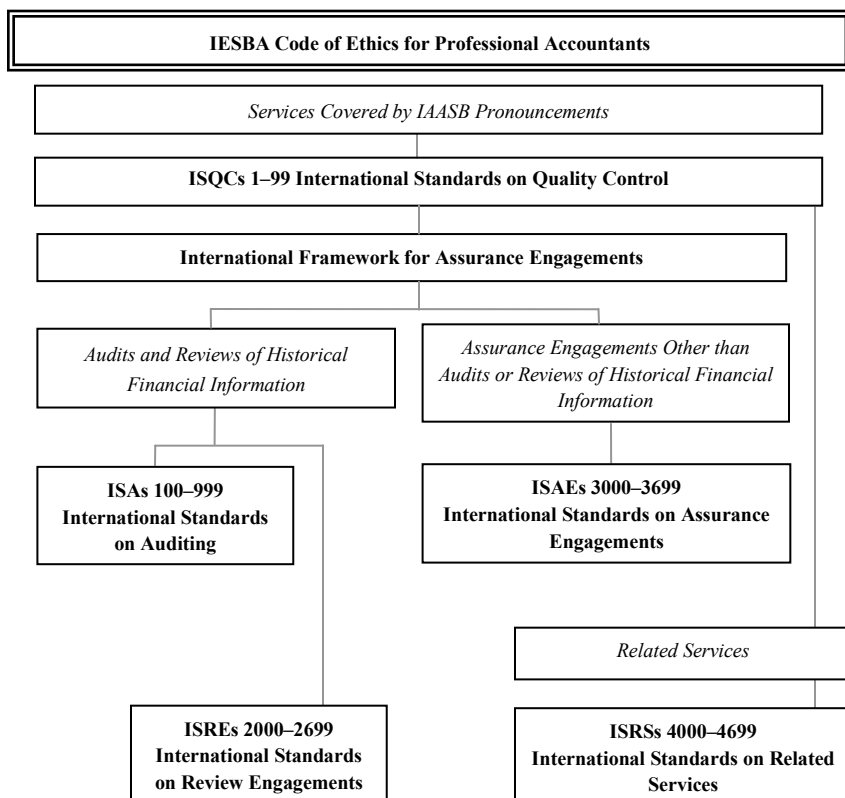 IESBA Code of Ethics for Professional Accountants
Services Covered by IAASB Pronouncements
ISQCs 1–99 International Standards on Quality Control
International Framework for Assurance Engagements
Audits and Reviews of Historical
Financial Information
Assurance Engagements Other than
Audits or Reviews of Historical Financial
Information
ISAs 100–999
International Standards
on Auditing
ISAEs 3000–3699
International Standards on Assurance
Engagements
Related Services
ISREs 2000–2699
International Standards
on Review Engagements
ISRSs 4000–4699
International Standards on Related
Services